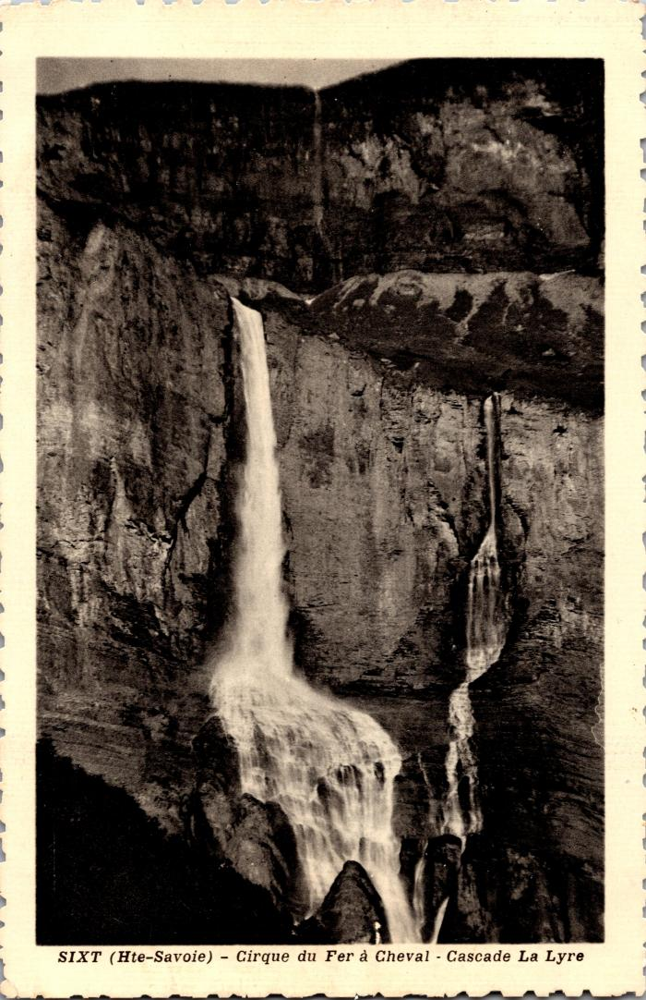 SIXT (Hte-Savoie) - Cirque du Fer à Cheval - Cascade La Lyre